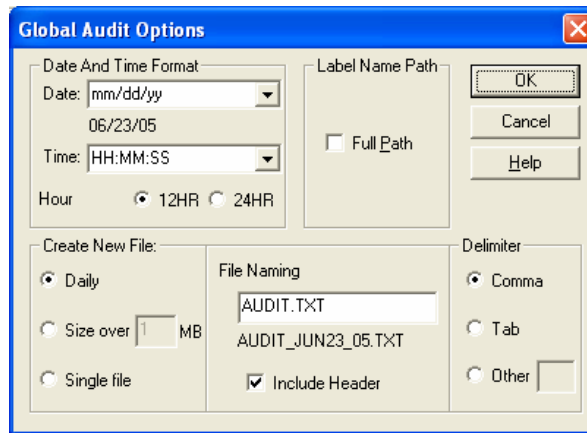 Global Audit Options
Date And Time Format
Date: mm/dd/yy
06/23/05
Time: HH:MM:SS
Hour 12HR 24HR
Label Name Path
Full Path
OK
Cancel
Help
Create New File:
Daily
Size over 1 MB
Single file
File Naming
AUDIT.TXT
AUDIT_JUN23_05.TXT
Include Header
Delimiter
Comma
Tab
Other